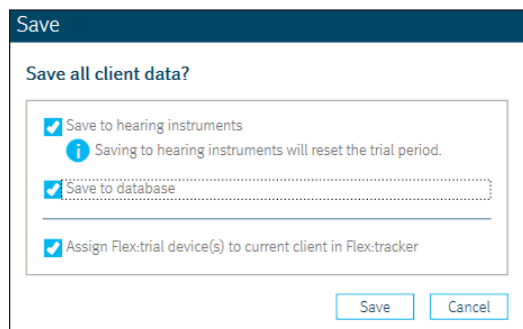 Save
Save all client data?
Save to hearing instruments
i Saving to hearing instruments will reset the trial period.
Save to database
Assign Flex:trial device(s) to current client in Flex:tracker
Save Cancel